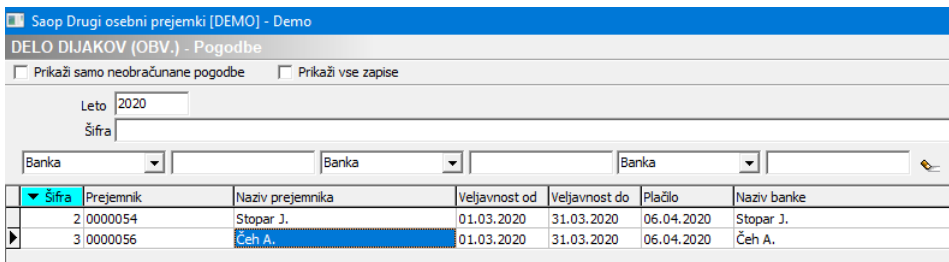 Saop Drugi osebni prejemki [DEMO] - Demo
DELO DIJAKOV (OBV.) - Pogodbe
Prikaži samo neobračunane pogodbe Prikaži vse zapise
Leto 2020
Šifra
Banka Banka Banka
Šifra Prejemnik Naziv prejemnika Veljavnost od Veljavnost do Plačilo Naziv banke
2 0000054 Stopar J. 01.03.2020 31.03.2020 06.04.2020 Stopar J.
3 0000056 Čeh A. 01.03.2020 31.03.2020 06.04.2020 Čeh A.